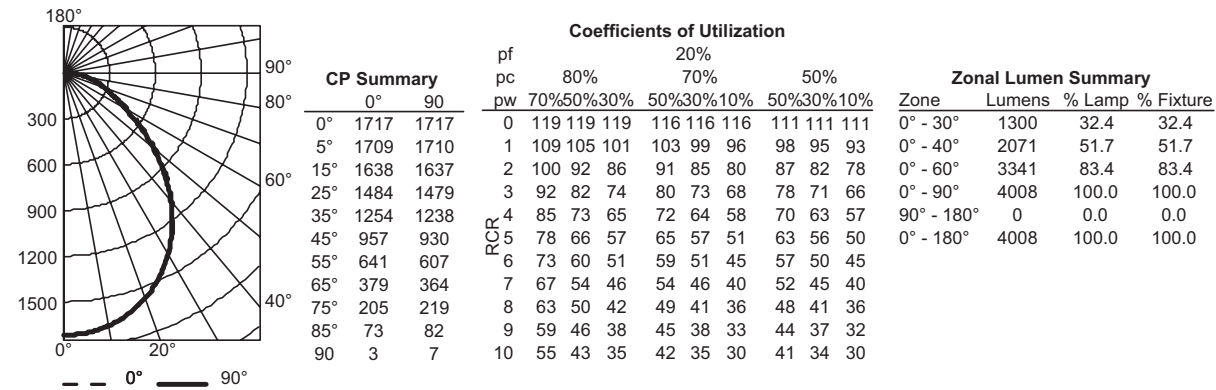 180°
90°
80°
60°
40°
300
600
900
1200
1500
0° 20°
0° 90°
CP Summary
0° 90
0° 1717 1717
5° 1709 1710
15° 1638 1637
25° 1484 1479
35° 1254 1238
45° 957 930
55° 641 607
65° 379 364
75° 205 219
85° 73 82
90 3 7
Coefficients of Utilization
pf 20%
pc 80% 70% 50%
pw 70%50%30% 50%30%10% 50%30%10%
RCR
0 119 119 119 116 116 116 111 111 111
1 109 105 101 103 99 96 98 95 93
2 100 92 86 91 85 80 87 82 78
3 92 82 74 80 73 68 78 71 66
4 85 73 65 72 64 58 70 63 57
5 78 66 57 65 57 51 63 56 50
6 73 60 51 59 51 45 57 50 45
7 67 54 46 54 46 40 52 45 40
8 63 50 42 49 41 36 48 41 36
9 59 46 38 45 38 33 44 37 32
10 55 43 35 42 35 30 41 34 30
Zonal Lumen Summary
Zone Lumens % Lamp % Fixture
0° - 30° 1300 32.4 32.4
0° - 40° 2071 51.7 51.7
0° - 60° 3341 83.4 83.4
0° - 90° 4008 100.0 100.0
90° - 180° 0 0.0 0.0
0° - 180° 4008 100.0 100.0